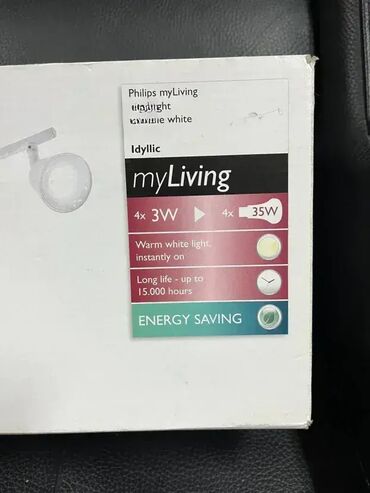 Philips myLiving
white
Idyllic
myLiving
4x 3W 4x 35W
Warm white light,
instantly on
Long life - up to
15.000 hours
ENERGY SAVING